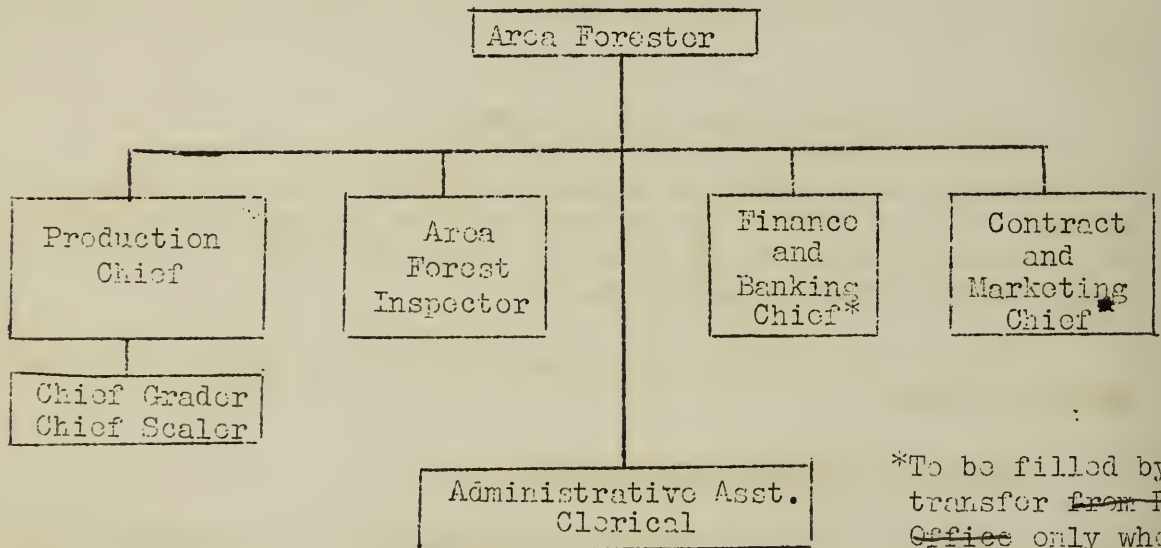 Area Forester
Production
Chief
Area
Forest
Inspector
Finance
and
Banking
Chief*
Contract
and
Marketing
Chief*
Chief Grader
Chief Scaler
Administrative Asst.
Clerical
*To be filled by
transfer from
Office only